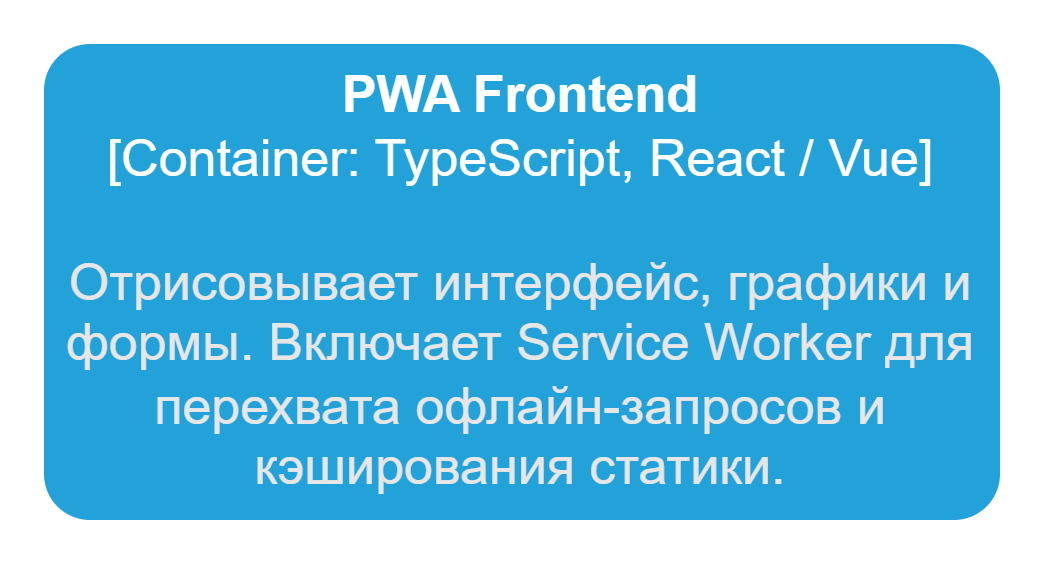 PWA Frontend
[Container: TypeScript, React / Vue]
Отрисовывает интерфейс, графики и
формы. Включает Service Worker для
перехвата офлайн-запросов и
кэширования статики.